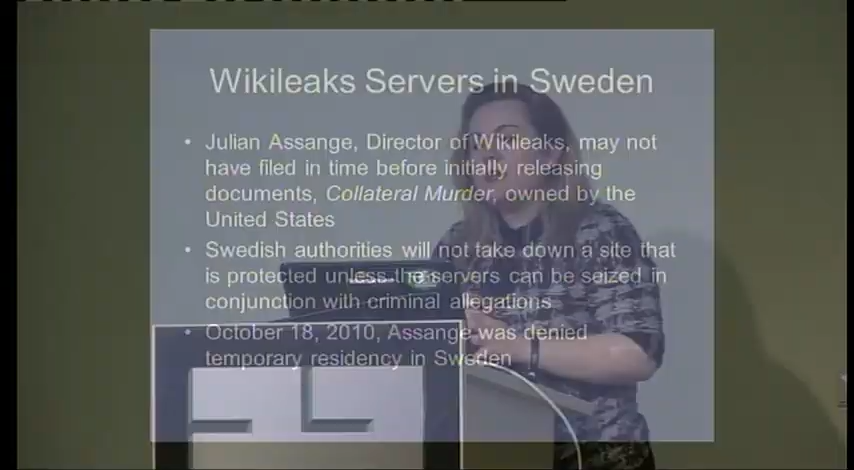 Wikileaks Servers in Sweden
• Julian Assange, Director of Wikileaks, may not
have filed in time before initially releasing
documents, Collateral Murder, owned by the
United States
• Swedish authorities will not take down a site that
is protected unless the servers can be seized in
conjunction with criminal allegations
• October 18, 2010, Assange was denied
temporary residency in Sweden